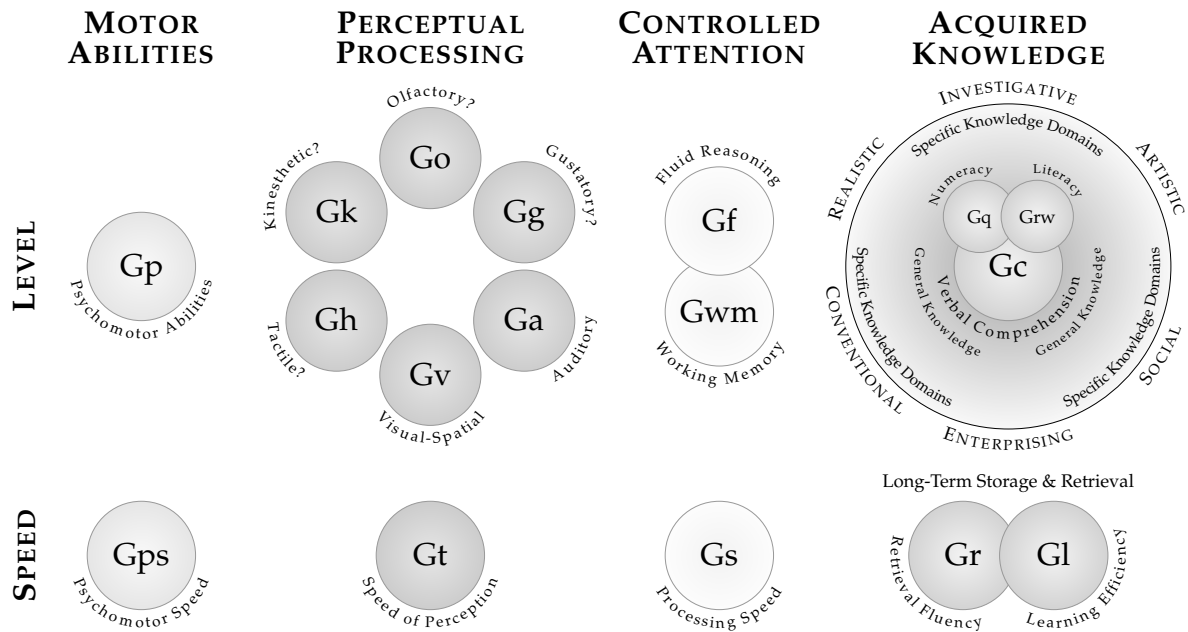 MOTOR
ABILITIES
PERCEPTUAL
PROCESSING
CONTROLLED
ATTENTION
ACQUIRED
KNOWLEDGE
LEVEL
Gp
Psychomotor Abilities
Olfactory?
Go
Kinesthetic?
Gk
Gustatory?
Gg
Gh
Tactile?
Ga
Auditory
Gv
Visual-Spatial
Fluid Reasoning
Gf
Gwm
Working Memory
INVESTIGATIVE
REALISTIC
ARTISTIC
CONVENTIONAL
SOCIAL
ENTERPRISING
Specific Knowledge Domains
Specific Knowledge Domains
Specific Knowledge Domains
Numeracy
Literacy
Gq
Grw
Gc
Verbal Comprehension
General Knowledge
General Knowledge
SPEED
Gps
Psychomotor Speed
Gt
Speed of Perception
Gs
Processing Speed
Long-Term Storage & Retrieval
Gr
Retrieval Fluency
Gl
Learning Efficiency